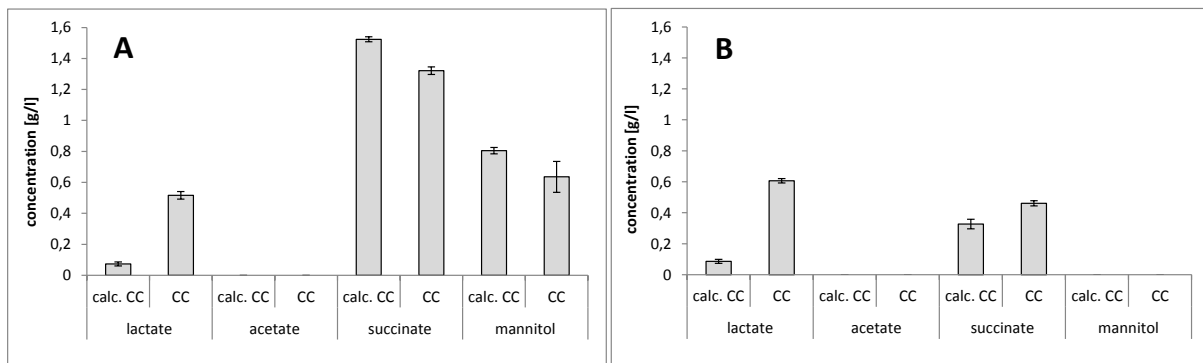 A
concentration [g/l]
1,6
1,4
1,2
1
0,8
0,6
0,4
0,2
0
calc. CC CC calc. CC CC calc. CC CC calc. CC CC
lactate acetate succinate mannitol
B
concentration [g/l]
1,6
1,4
1,2
1
0,8
0,6
0,4
0,2
0
calc. CC CC calc. CC CC calc. CC CC calc. CC CC
lactate acetate succinate mannitol